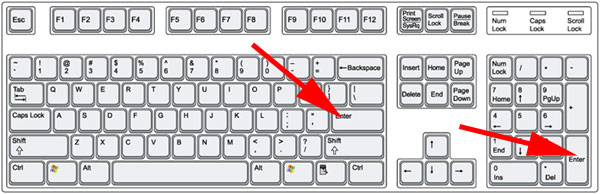 Esc F1 F2 F3 F4 F5 F6 F7 F8 F9 F10 F11 F12 Print Screen SysRq Scroll Lock Pause Break Num Lock Caps Lock Scroll Lock
~ ` ! 1 @ 2 # 3 $ 4 % 5 ^ 6 & 7 * 8 ( 9 ) 0 _ - + = ←Backspace Insert Home Page Up Num Lock / * -
Tab Q W E R T Y U I O P } ] | \ Delete End Page Down 7 Home 8 ↑ 9 PgUp +
Caps Lock A S D F G H J K L : ; " ' Enter 4 ← 5 6 →
Shift Z X C V B N M < , > . ? / Shift ↑ 1 End 2 ↓ Enter
Ctrl Alt Alt Ctrl ← ↓ → 0 Ins • Del